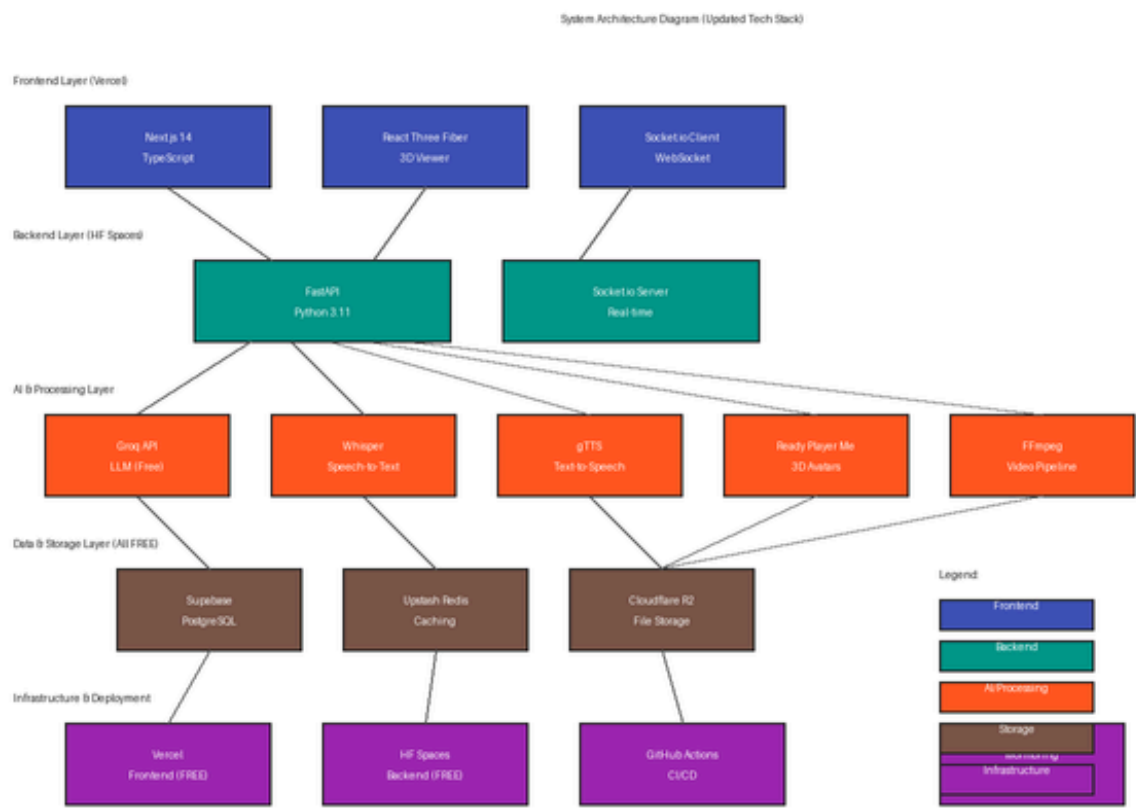 System Architecture Diagram (Updated Tech Stack)
Frontend Layer (Vercel)
Next.js 14
TypeScript
React Three Fiber
3D Viewer
Socket.io Client
WebSocket
Backend Layer (HF Spaces)
FastAPI
Python 3.11
Socket.io Server
Real-time
AI & Processing Layer
Groq API
LLM (Free)
Whisper
Speech-to-Text
gTTS
Text-to-Speech
Ready Player Me
3D Avatars
FFmpeg
Video Pipeline
Data & Storage Layer (All FREE)
Supabase
PostgreSQL
Upstash Redis
Caching
Cloudflare R2
File Storage
Infrastructure & Deployment
Vercel
Frontend (FREE)
HF Spaces
Backend (FREE)
GitHub Actions
CI/CD
Legend:
Frontend
Backend
AI/Processing
Storage
Monitoring
Infrastructure